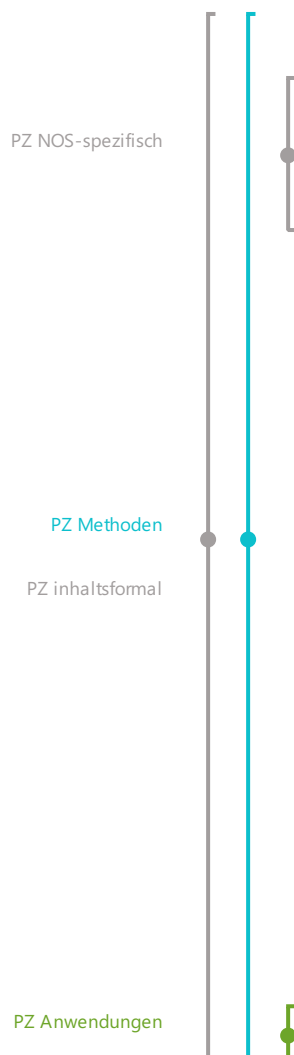 PZ NOS-spezifisch
PZ Methoden
PZ inhaltsformal
PZ Anwendungen